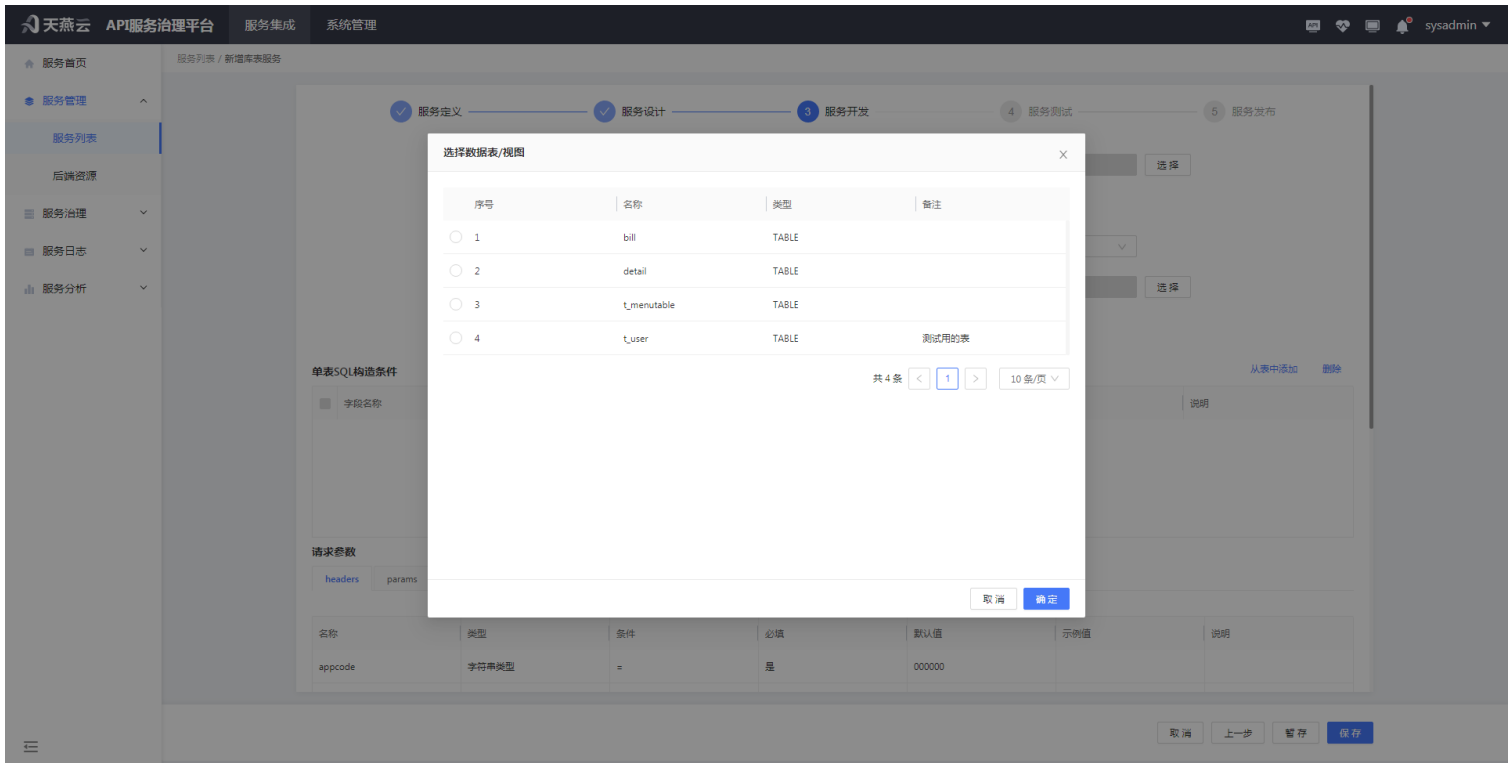 天燕云 API服务治理平台 服务集成 系统管理 API sysadmin
服务首页
服务管理
服务列表
后端资源
服务治理
服务日志
服务分析
服务列表 / 新增库表服务
服务定义 服务设计 3 服务开发 4 服务测试 5 服务发布
选择
选择
选择数据表/视图
序号 名称 类型 备注
1 bill TABLE
2 detail TABLE
3 t_menutable TABLE
4 t_user TABLE 测试用的表
共 4 条 < 1 > 10 条/页
取 消 确 定
单表SQL构造条件 从表中添加 删除
字段名称 说明
请求参数
headers params
名称 类型 条件 必填 默认值 示例值 说明
appcode 字符串类型 = 是 000000
取 消 上一步 暂 存 保 存